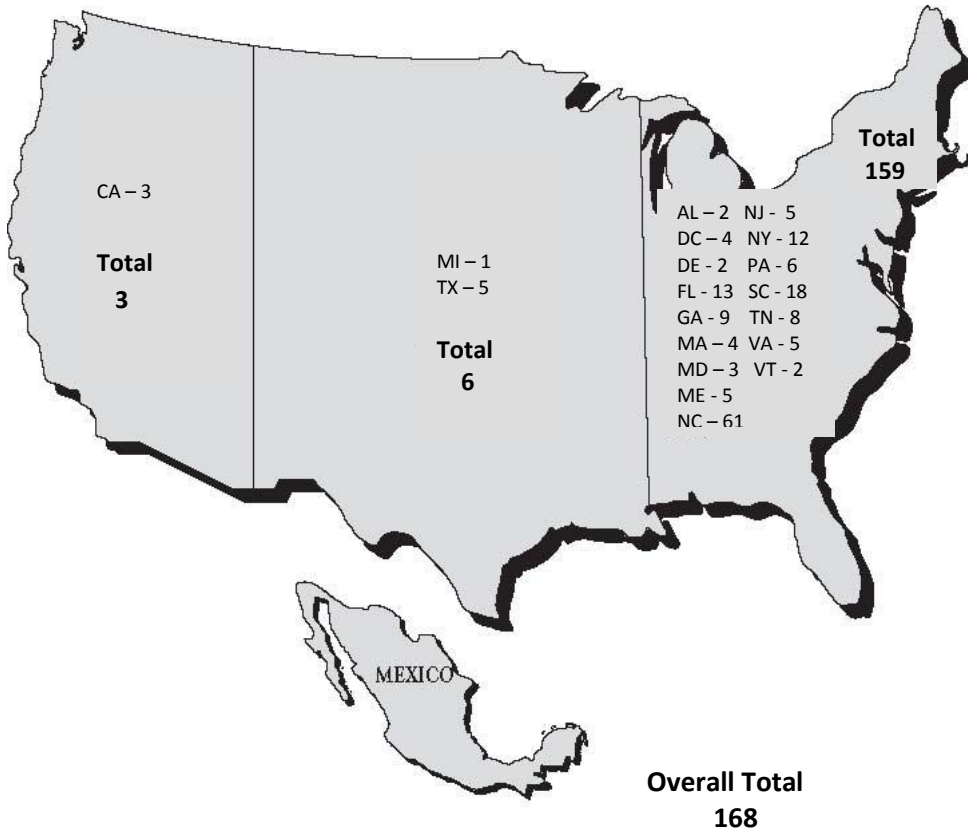 Total
159
CA – 3
Total
3
MI – 1
TX – 5
Total
6
AL – 2 NJ - 5
DC – 4 NY - 12
DE - 2 PA - 6
FL - 13 SC - 18
GA - 9 TN - 8
MA – 4 VA - 5
MD – 3 VT - 2
ME - 5
NC – 61
MEXICO
Overall Total
168